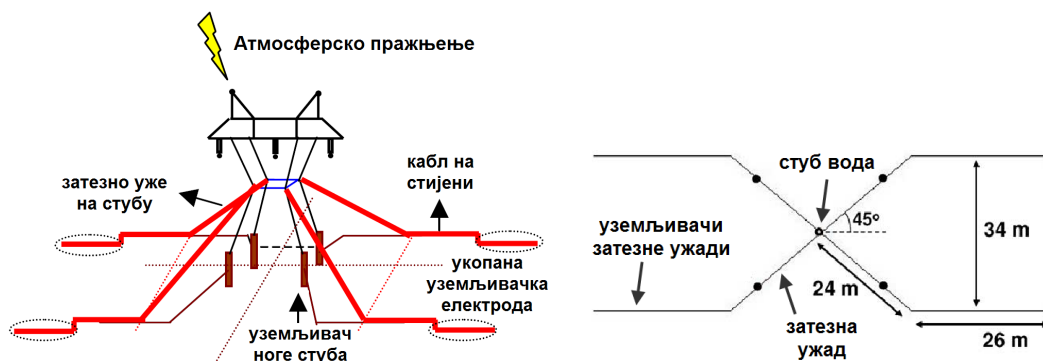 Атмосферско пражњење
затезно уже
на стубу
кабл на
стијени
укопана
уземљивачка
електрода
уземљивач
ноге стуба
стуб вода
45º
34 m
уземљивачи
затезне ужади
24 m
затезна
ужад
26 m